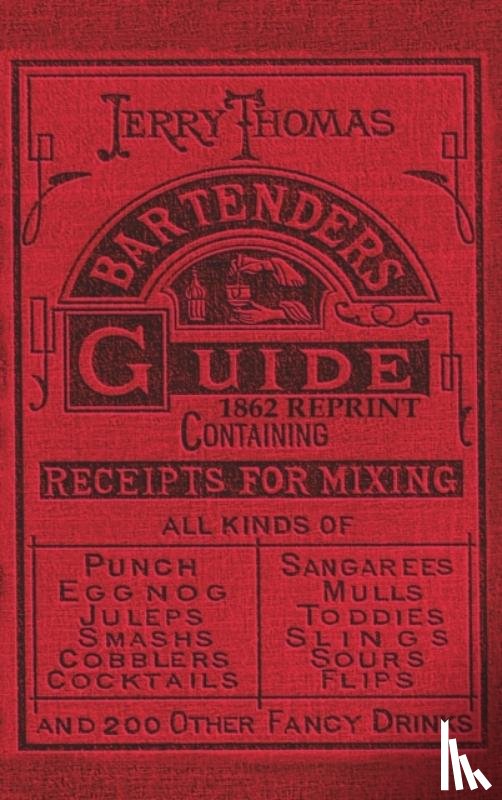 JERRY THOMAS
BARTENDERS
GUIDE
1862 REPRINT
CONTAINING
RECEIPTS FOR MIXING
ALL KINDS OF
PUNCH
EGGNOG
JULEPS
SMASHS
COBBLERS
COCKTAILS
SANGAREES
MULLS
TODDIES
SLINGS
SOURS
FLIPS
AND 200 OTHER FANCY DRINKS